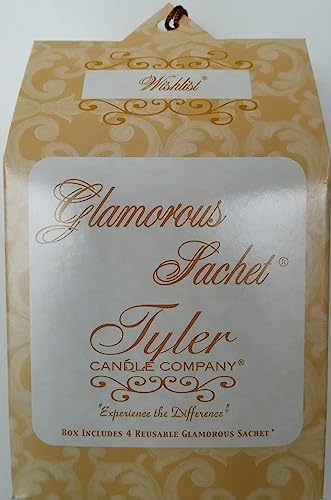 Wishlist®
Glamorous
Sachet®
Tyler
CANDLE COMPANY®
"Experience the Difference"
BOX INCLUDES 4 REUSABLE GLAMOROUS SACHET®